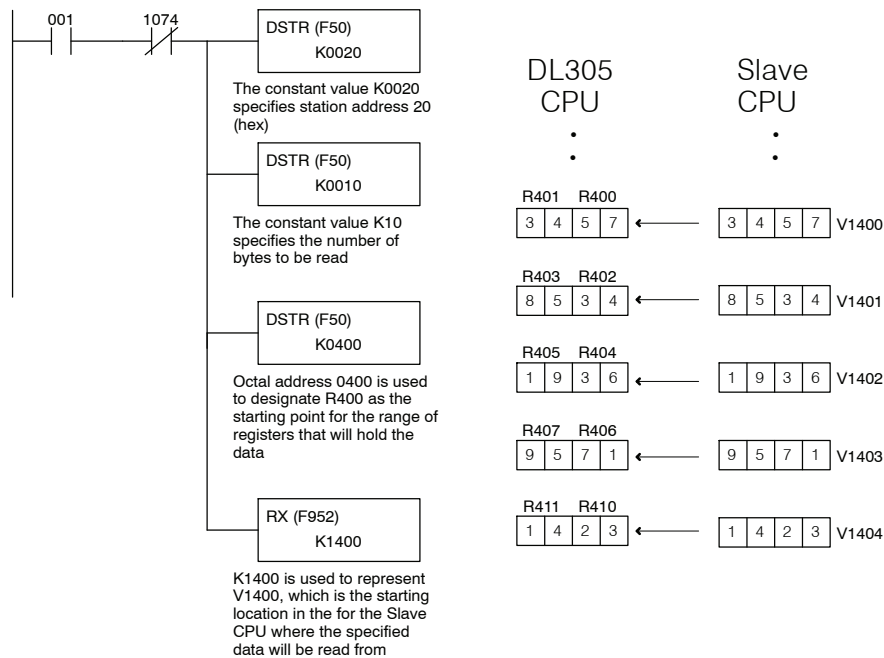 001
1074
DSTR (F50)
K0020
The constant value K0020
specifies station address 20
(hex)
DSTR (F50)
K0010
The constant value K10
specifies the number of
bytes to be read
DSTR (F50)
K0400
Octal address 0400 is used
to designate R400 as the
starting point for the range of
registers that will hold the
data
RX (F952)
K1400
K1400 is used to represent
V1400, which is the starting
location in the for the Slave
CPU where the specified
data will be read from
DL305
CPU
Slave
CPU
R401 R400
3 4 5 7
3 4 5 7 V1400
R403 R402
8 5 3 4
8 5 3 4 V1401
R405 R404
1 9 3 6
1 9 3 6 V1402
R407 R406
9 5 7 1
9 5 7 1 V1403
R411 R410
1 4 2 3
1 4 2 3 V1404